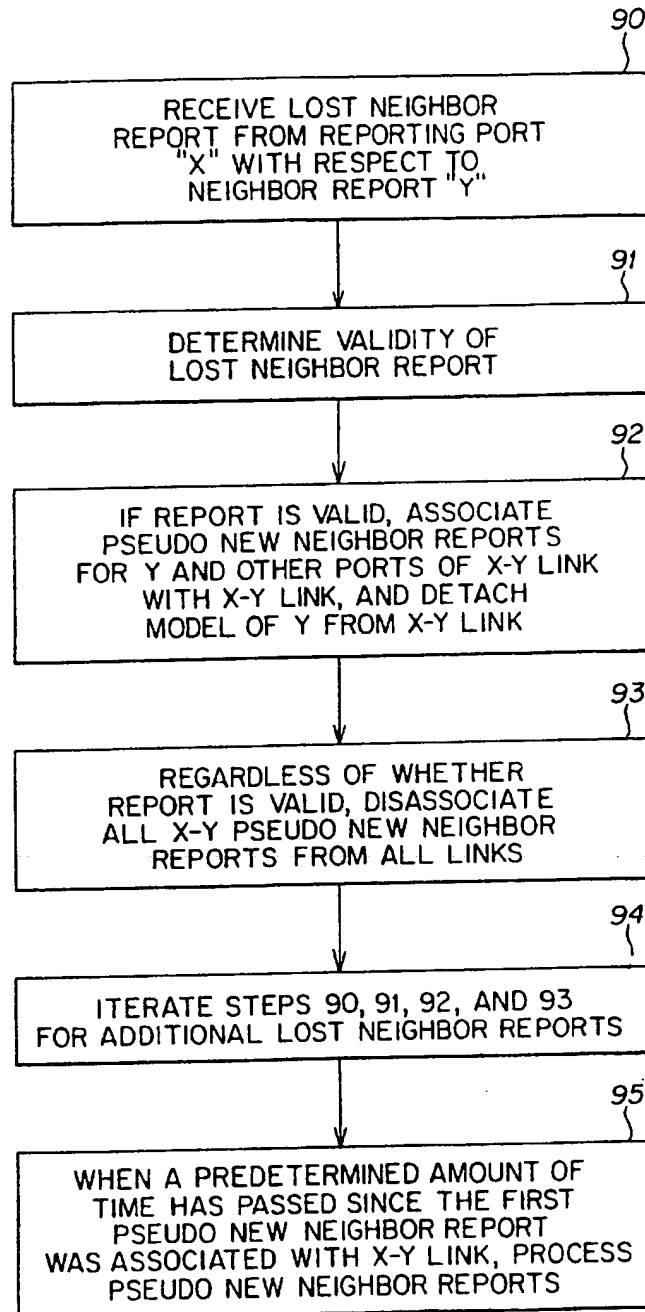 90
RECEIVE LOST NEIGHBOR
REPORT FROM REPORTING PORT
"X" WITH RESPECT TO
NEIGHBOR REPORT "Y"
91
DETERMINE VALIDITY OF
LOST NEIGHBOR REPORT
92
IF REPORT IS VALID, ASSOCIATE
PSEUDO NEW NEIGHBOR REPORTS
FOR Y AND OTHER PORTS OF X-Y LINK
WITH X-Y LINK, AND DETACH
MODEL OF Y FROM X-Y LINK
93
REGARDLESS OF WHETHER
REPORT IS VALID, DISASSOCIATE
ALL X-Y PSEUDO NEW NEIGHBOR
REPORTS FROM ALL LINKS
94
ITERATE STEPS 90, 91, 92, AND 93
FOR ADDITIONAL LOST NEIGHBOR REPORTS
95
WHEN A PREDETERMINED AMOUNT OF
TIME HAS PASSED SINCE THE FIRST
PSEUDO NEW NEIGHBOR REPORT
WAS ASSOCIATED WITH X-Y LINK, PROCESS
PSEUDO NEW NEIGHBOR REPORTS